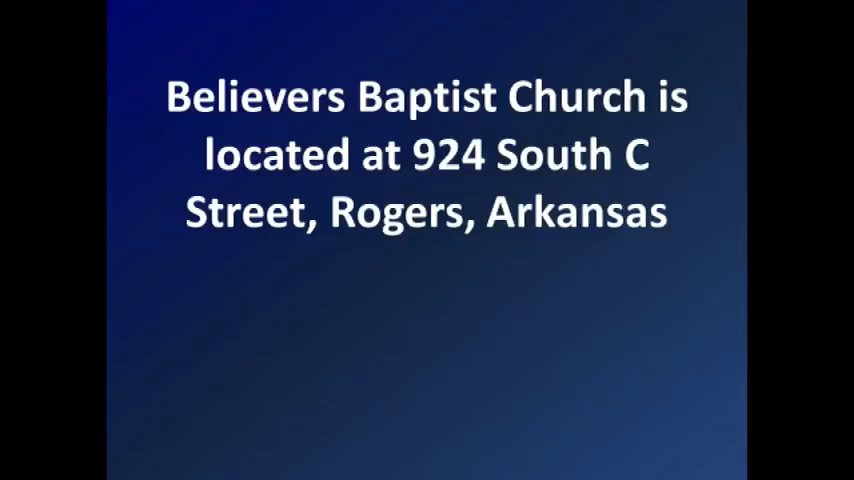 Believers Baptist Church is
located at 924 South C
Street, Rogers, Arkansas